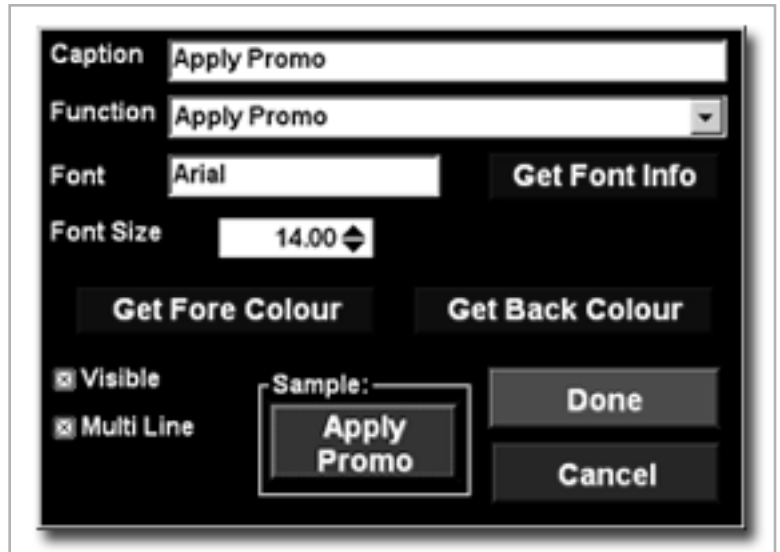 Caption Apply Promo
Function Apply Promo
Font Arial Get Font Info
Font Size 14.00
Get Fore Colour Get Back Colour
Visible
Multi Line
Sample:
Apply
Promo
Done
Cancel